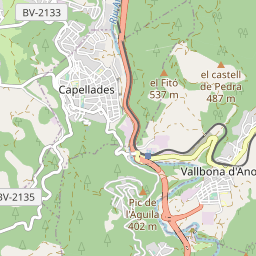 BV-2133
Capellades
el Fitó
537 m
el castell
de Pedra
487 m
Vallbona d'Ano
BV-2135
Pic de
l'Àguila
402 m